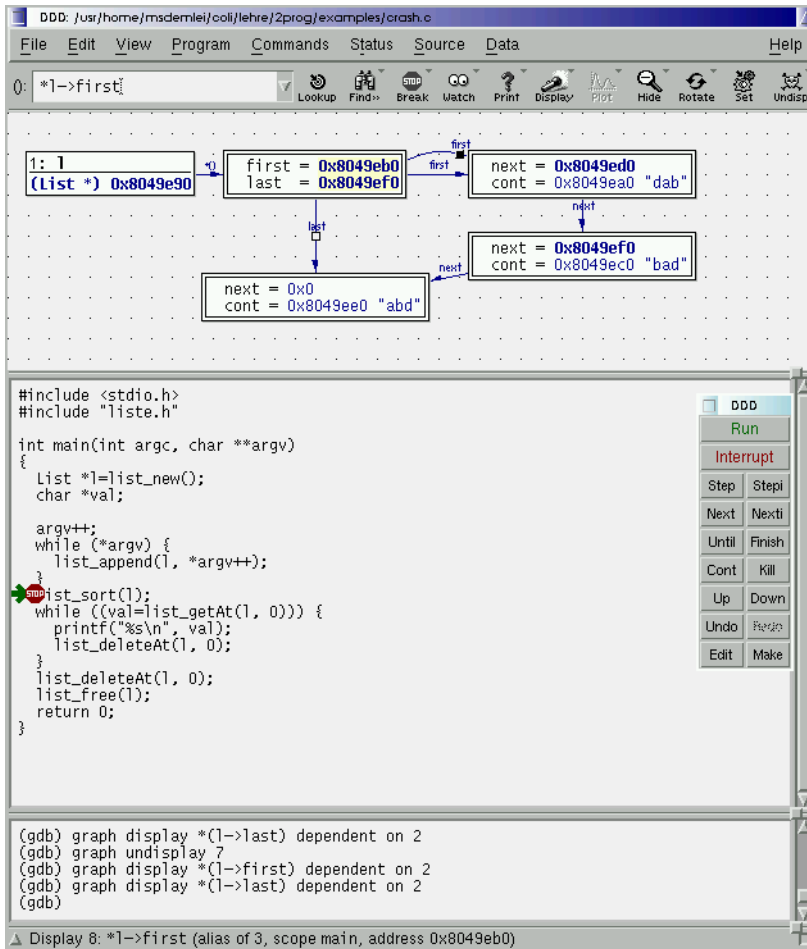 DDD: /usr/home/msdemlei/coli/lehre/2prog/examples/crash.c
File Edit View Program Commands Status Source Data Help
(): *l->first
Lookup Find» Break Watch Print Display Plot Hide Rotate Set Undisp
STOP
first
1: l
(List *) 0x8049e90
*()
first = 0x8049eb0
last = 0x8049ef0
first
next = 0x8049ed0
cont = 0x8049ea0 "dab"
last
next
next = 0x8049ef0
cont = 0x8049ec0 "bad"
next
next = 0x0
cont = 0x8049ee0 "abd"
#include <stdio.h>
#include "liste.h"
int main(int argc, char **argv)
{
List *l=list_new();
char *val;
argv++;
while (*argv) {
list_append(l, *argv++);
}
STOP ist_sort(l);
while ((val=list_getAt(l, 0))) {
printf("%s\n", val);
list_deleteAt(l, 0);
}
list_deleteAt(l, 0);
list_free(l);
return 0;
}
DDD
Run
Interrupt
Step Stepi
Next Nexti
Until Finish
Cont Kill
Up Down
Undo Redo
Edit Make
(gdb) graph display *(l->last) dependent on 2
(gdb) graph undisplay 7
(gdb) graph display *(l->first) dependent on 2
(gdb) graph display *(l->last) dependent on 2
(gdb)
Display 8: *l->first (alias of 3, scope main, address 0x8049eb0)